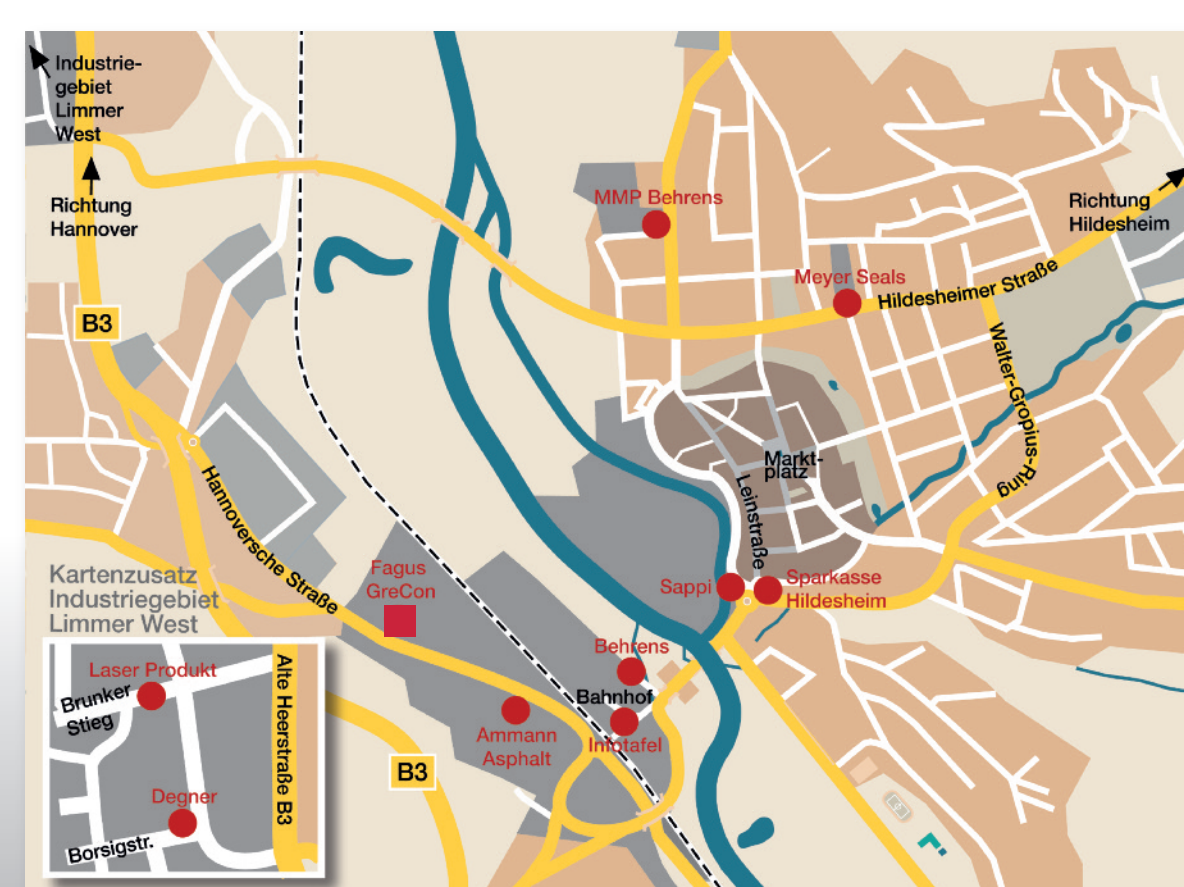 Industrie-
gebiet
Limmer
West
Richtung
Hannover
MMP Behrens
Richtung
Hildesheim
Meyer Seals
Hildesheimer Straße
B3
Walter-Gropius-Ring
Markt-
platz
Leinstraße
Hannoversche Straße
Fagus
GreCon
Sappi
Sparkasse
Hildesheim
Kartenzusatz
Industriegebiet
Limmer West
Behrens
Bahnhof
Infotafel
Ammann
Asphalt
B3
Laser Produkt
Brunker
Stieg
Alte Heerstraße B3
Degner
Borsigstr.